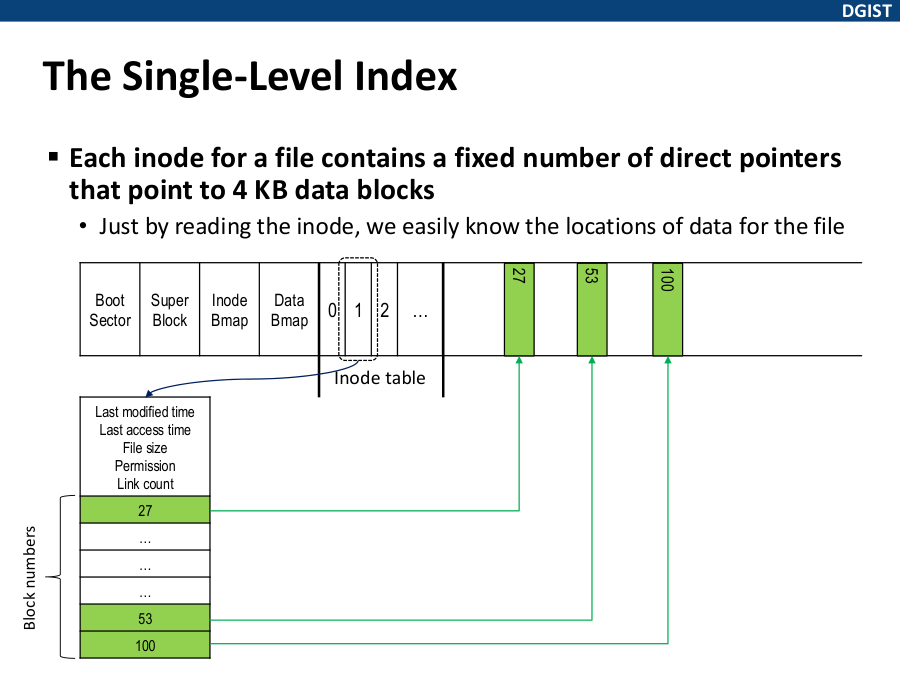 DGIST
The Single-Level Index
▪ Each inode for a file contains a fixed number of direct pointers
that point to 4 KB data blocks
• Just by reading the inode, we easily know the locations of data for the file
Boot
Sector
Super
Block
Inode
Bmap
Data
Bmap
0
1
2
...
27
53
100
Inode table
Last modified time
Last access time
File size
Permission
Link count
Block numbers
27
...
...
...
53
100